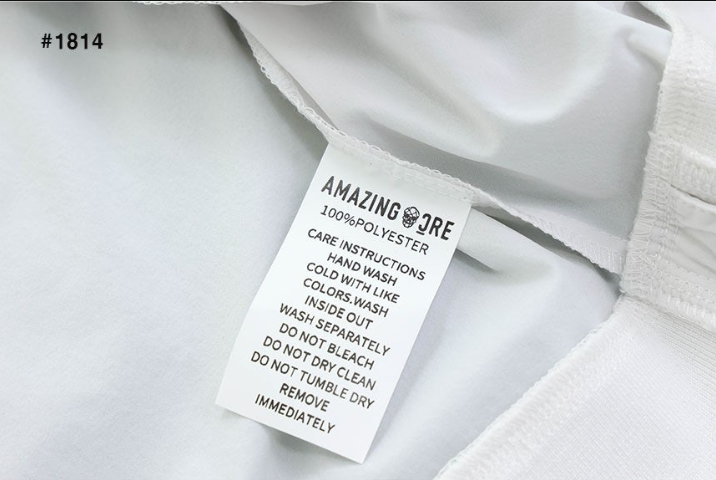 #1814
AMAZING ORE
100%POLYESTER
CARE INSTRUCTIONS
HAND WASH
COLD WITH LIKE
COLORS.WASH
INSIDE OUT
WASH SEPARATELY
DO NOT BLEACH
DO NOT DRY CLEAN
DO NOT TUMBLE DRY
REMOVE
IMMEDIATELY